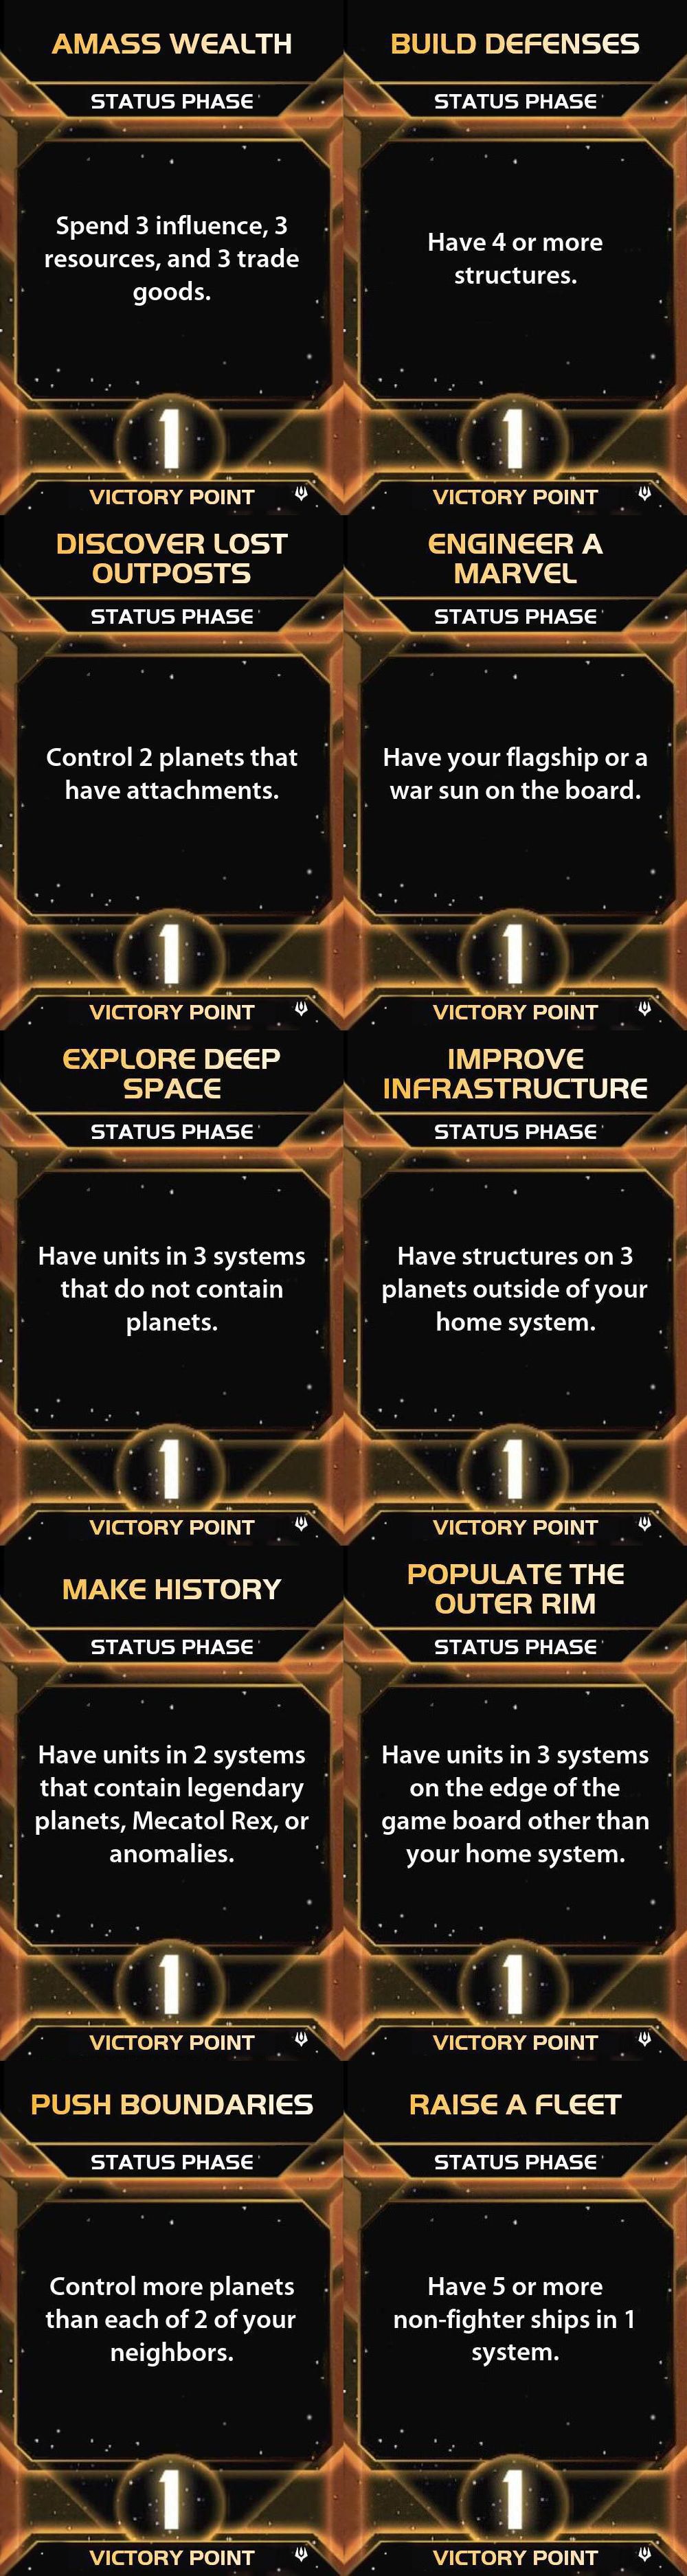 AMASS WEALTH
STATUS PHASE
Spend 3 influence, 3
resources, and 3 trade
goods.
1
VICTORY POINT
BUILD DEFENSES
STATUS PHASE
Have 4 or more
structures.
1
VICTORY POINT
DISCOVER LOST
OUTPOSTS
STATUS PHASE
Control 2 planets that
have attachments.
1
VICTORY POINT
ENGINEER A
MARVEL
STATUS PHASE
Have your flagship or a
war sun on the board.
1
VICTORY POINT
EXPLORE DEEP
SPACE
STATUS PHASE
Have units in 3 systems
that do not contain
planets.
1
VICTORY POINT
IMPROVE
INFRASTRUCTURE
STATUS PHASE
Have structures on 3
planets outside of your
home system.
1
VICTORY POINT
MAKE HISTORY
STATUS PHASE
Have units in 2 systems
that contain legendary
planets, Mecatol Rex, or
anomalies.
1
VICTORY POINT
POPULATE THE
OUTER RIM
STATUS PHASE
Have units in 3 systems
on the edge of the
game board other than
your home system.
1
VICTORY POINT
PUSH BOUNDARIES
STATUS PHASE
Control more planets
than each of 2 of your
neighbors.
1
VICTORY POINT
RAISE A FLEET
STATUS PHASE
Have 5 or more
non-fighter ships in 1
system.
1
VICTORY POINT